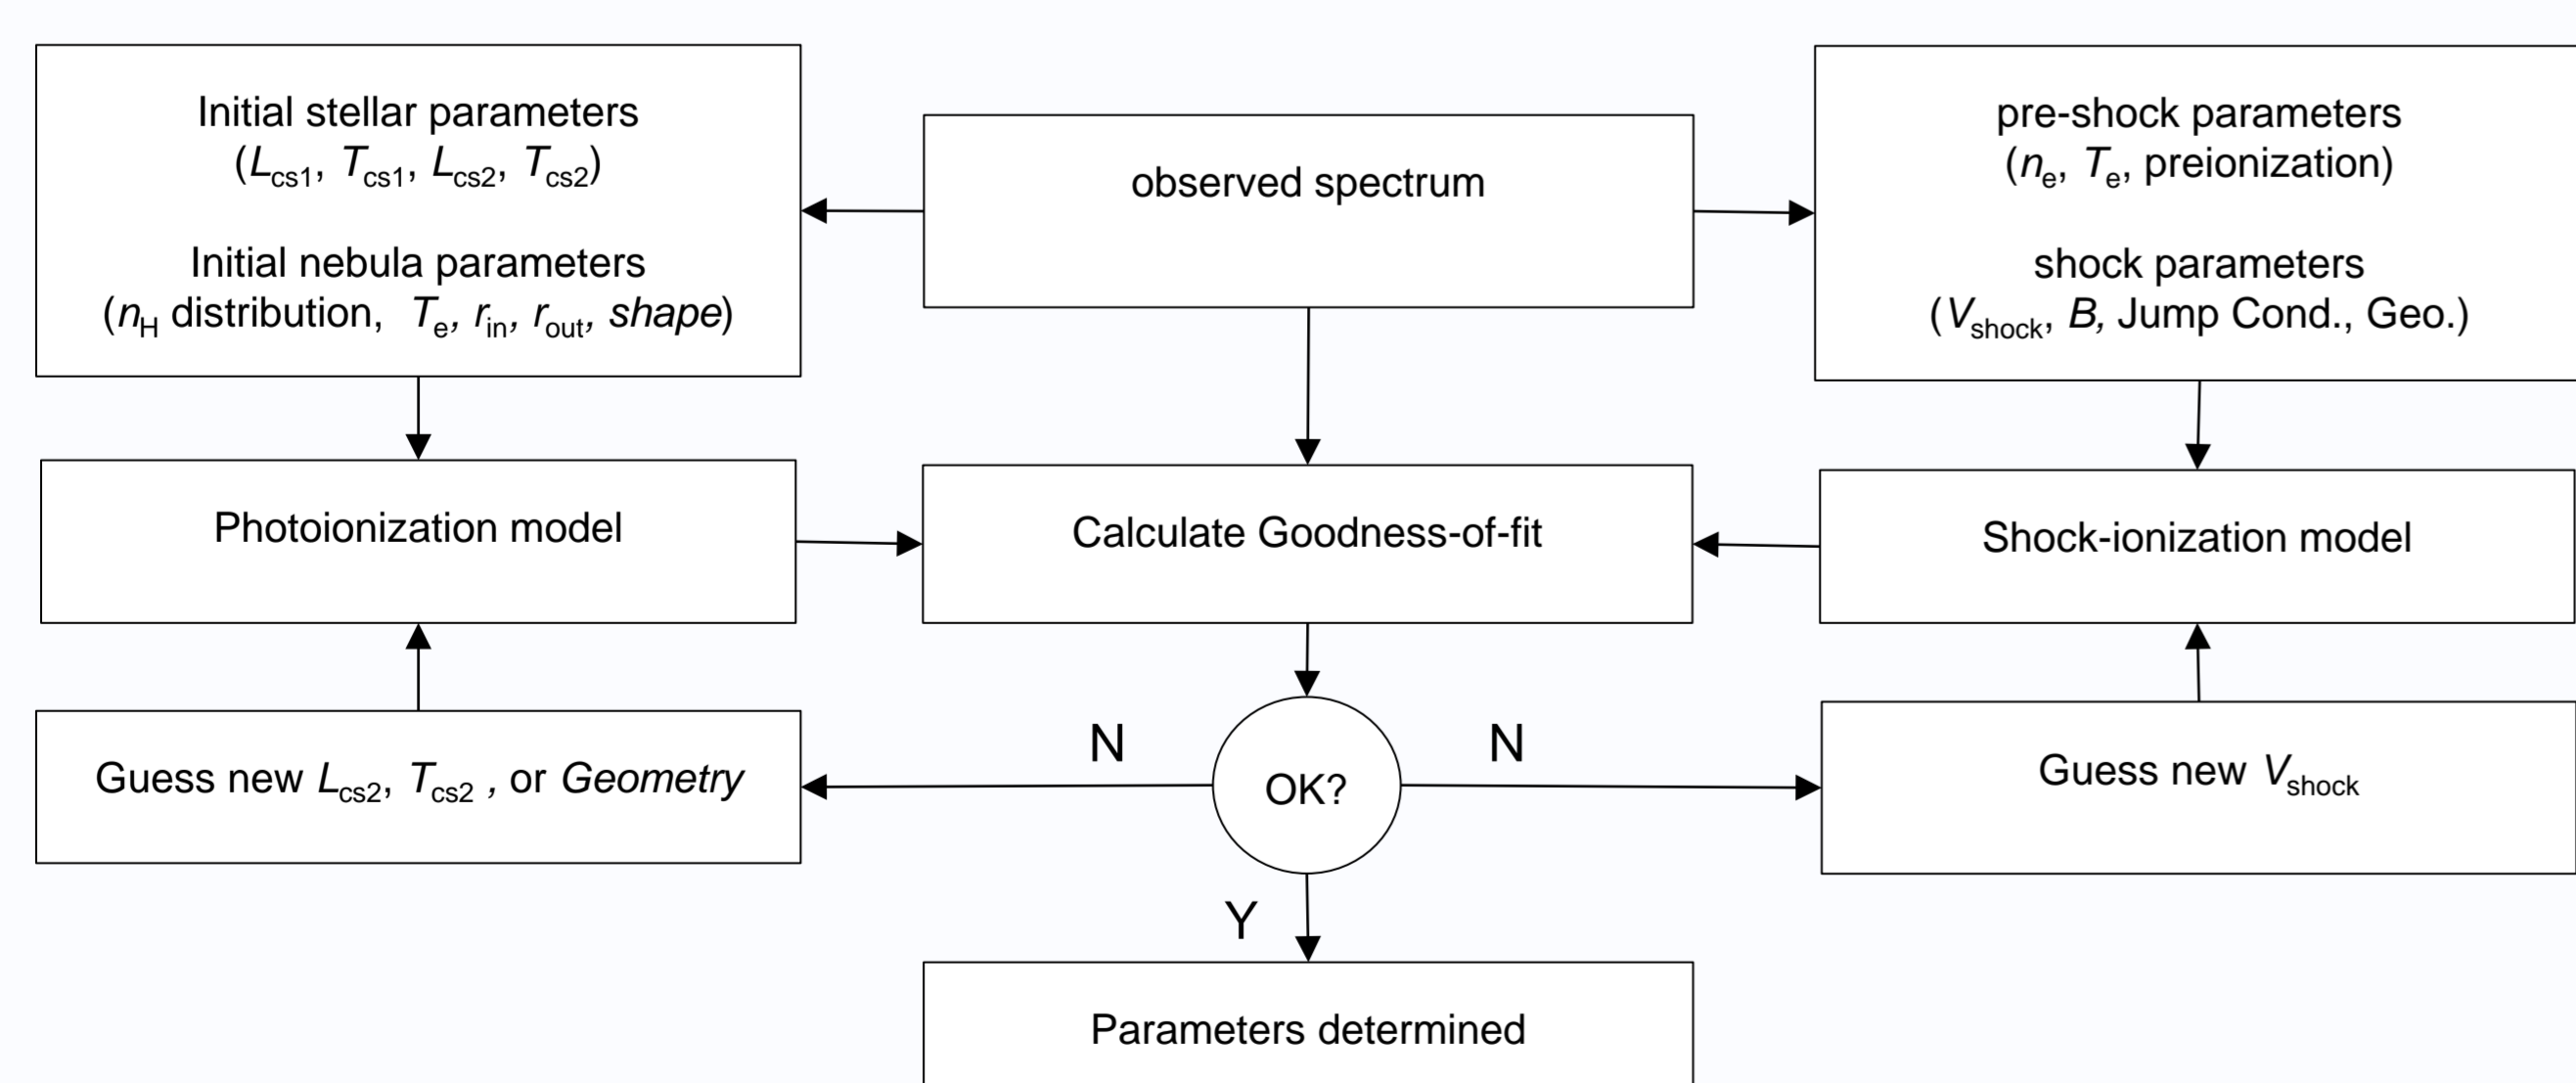 Initial stellar parameters
(Lcs1, Tcs1, Lcs2, Tcs2)
Initial nebula parameters
(nH distribution, Te, rin, rout, shape)
observed spectrum
pre-shock parameters
(ne, Te, preionization)
shock parameters
(Vshock, B, Jump Cond., Geo.)
Photoionization model
Calculate Goodness-of-fit
Shock-ionization model
Guess new Lcs2, Tcs2 , or Geometry
N
OK?
N
Guess new Vshock
Y
Parameters determined